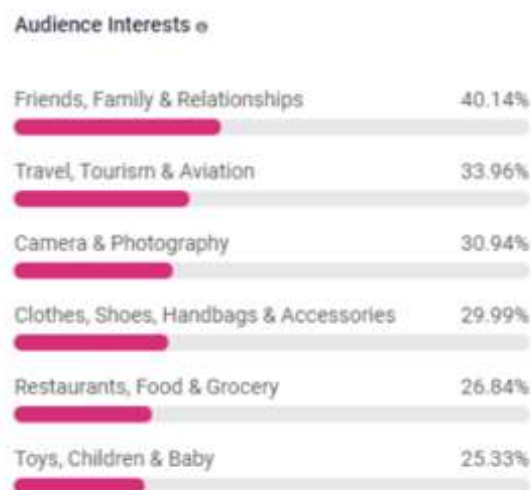 Audience Interests
Friends, Family & Relationships 40.14%
Travel, Tourism & Aviation 33.96%
Camera & Photography 30.94%
Clothes, Shoes, Handbags & Accessories 29.99%
Restaurants, Food & Grocery 26.84%
Toys, Children & Baby 25.33%